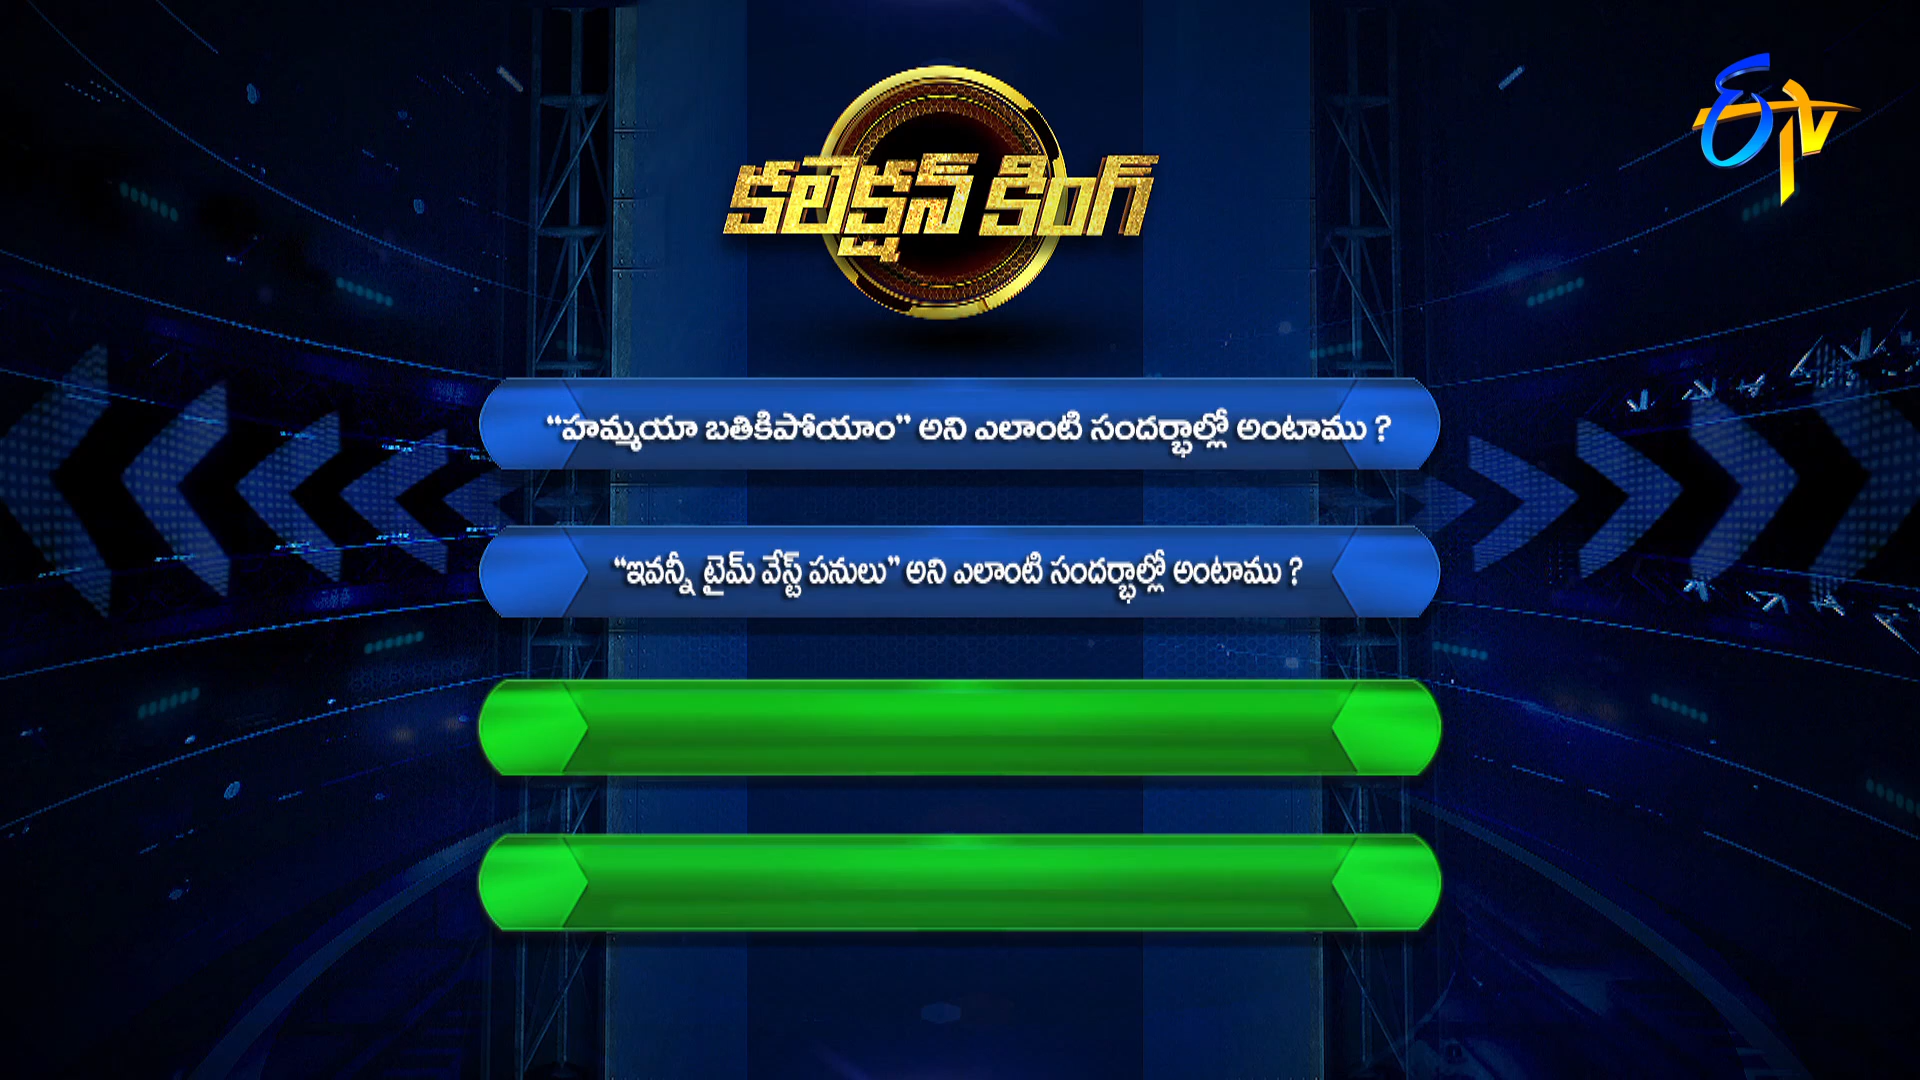 ETV
కలెక్షన్ కింగ్
“హమ్మయా బతికిపోయాం” అని ఎలాంటి సందర్భాల్లో అంటాము ?
“ఇవన్నీ టైమ్ వేస్ట్ పనులు” అని ఎలాంటి సందర్భాల్లో అంటాము ?